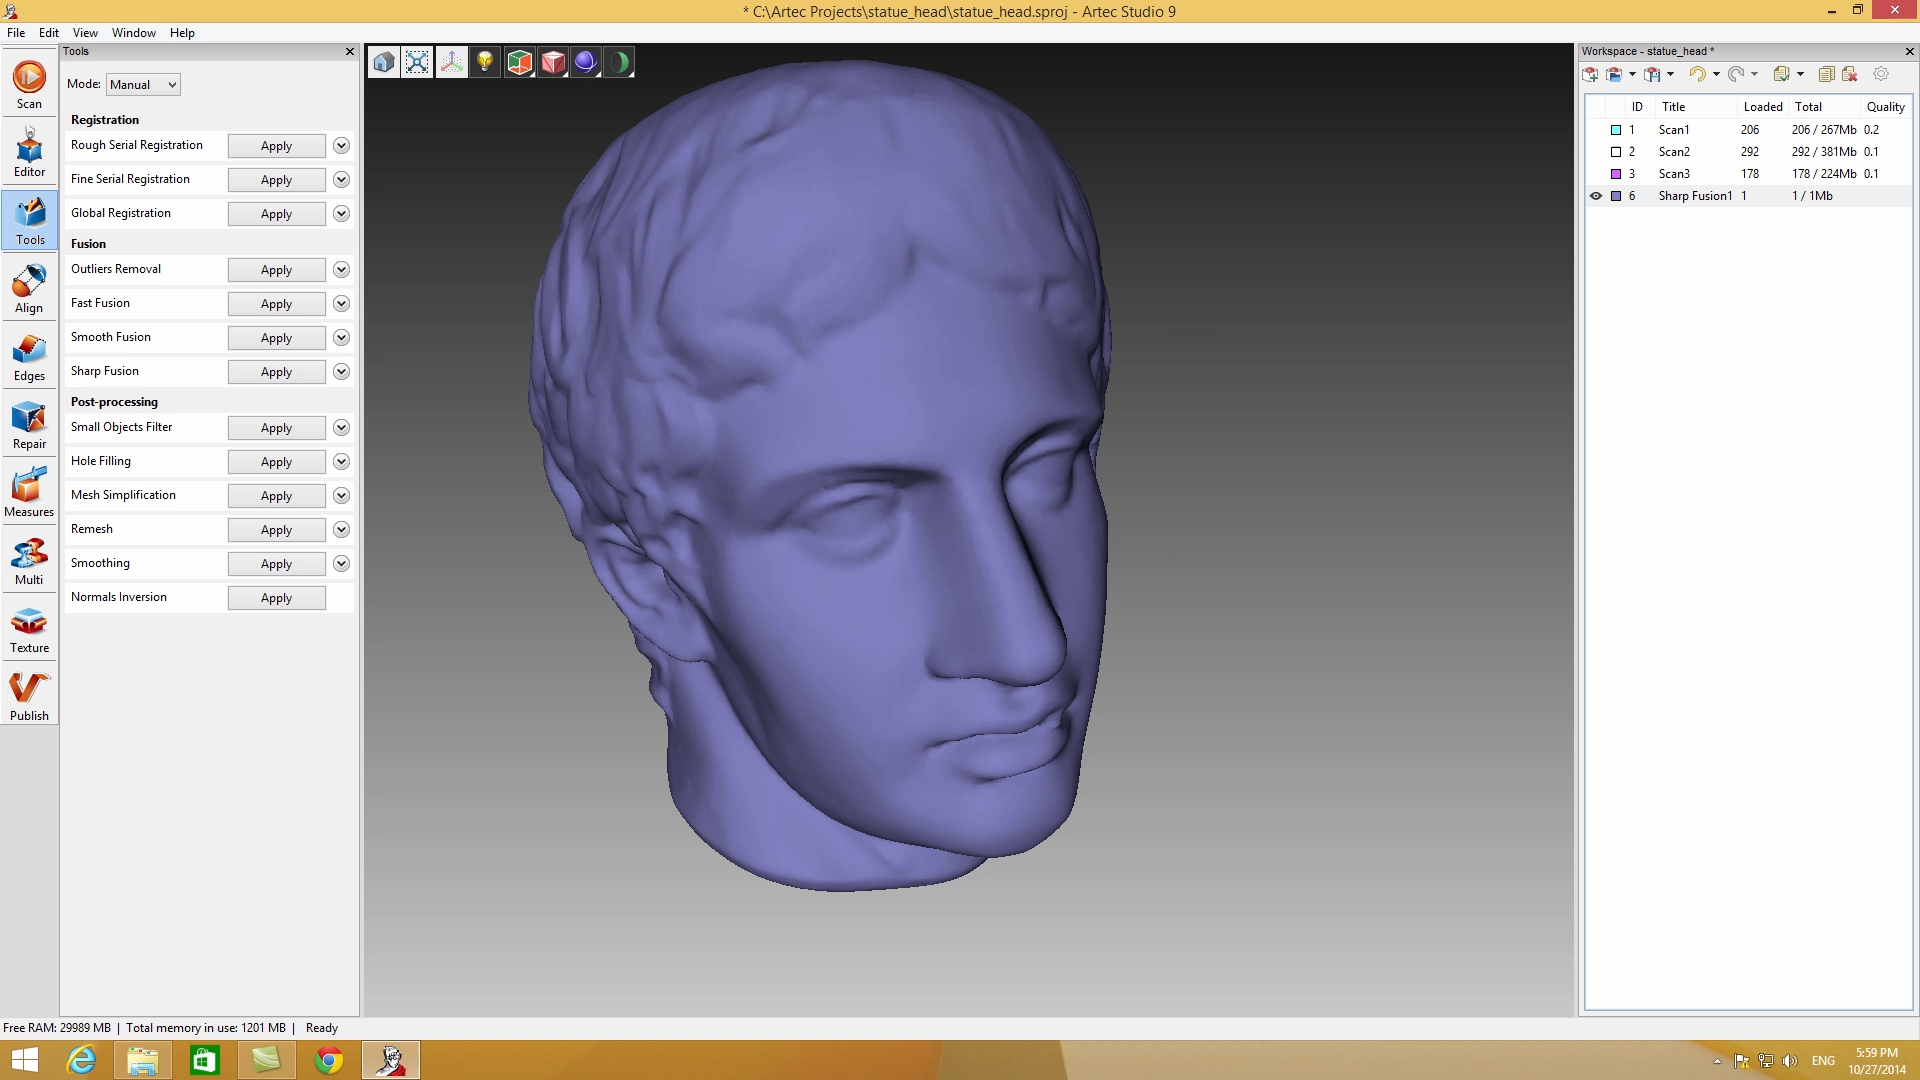 * C:\Artec Projects\statue_head\statue_head.sproj - Artec Studio 9
File Edit View Window Help
Tools
Mode: Manual
Scan
Editor
Tools
Align
Edges
Repair
Measures
Multi
Texture
Publish
Registration
Rough Serial Registration Apply
Fine Serial Registration Apply
Global Registration Apply
Fusion
Outliers Removal Apply
Fast Fusion Apply
Smooth Fusion Apply
Sharp Fusion Apply
Post-processing
Small Objects Filter Apply
Hole Filling Apply
Mesh Simplification Apply
Remesh Apply
Smoothing Apply
Normals Inversion Apply
Workspace - statue_head *
ID Title Loaded Total Quality
1 Scan1 206 206 / 267Mb 0.2
2 Scan2 292 292 / 381Mb 0.1
3 Scan3 178 178 / 224Mb 0.1
6 Sharp Fusion1 1 1 / 1Mb
Free RAM: 29989 MB | Total memory in use: 1201 MB | Ready
ENG
5:59 PM
10/27/2014